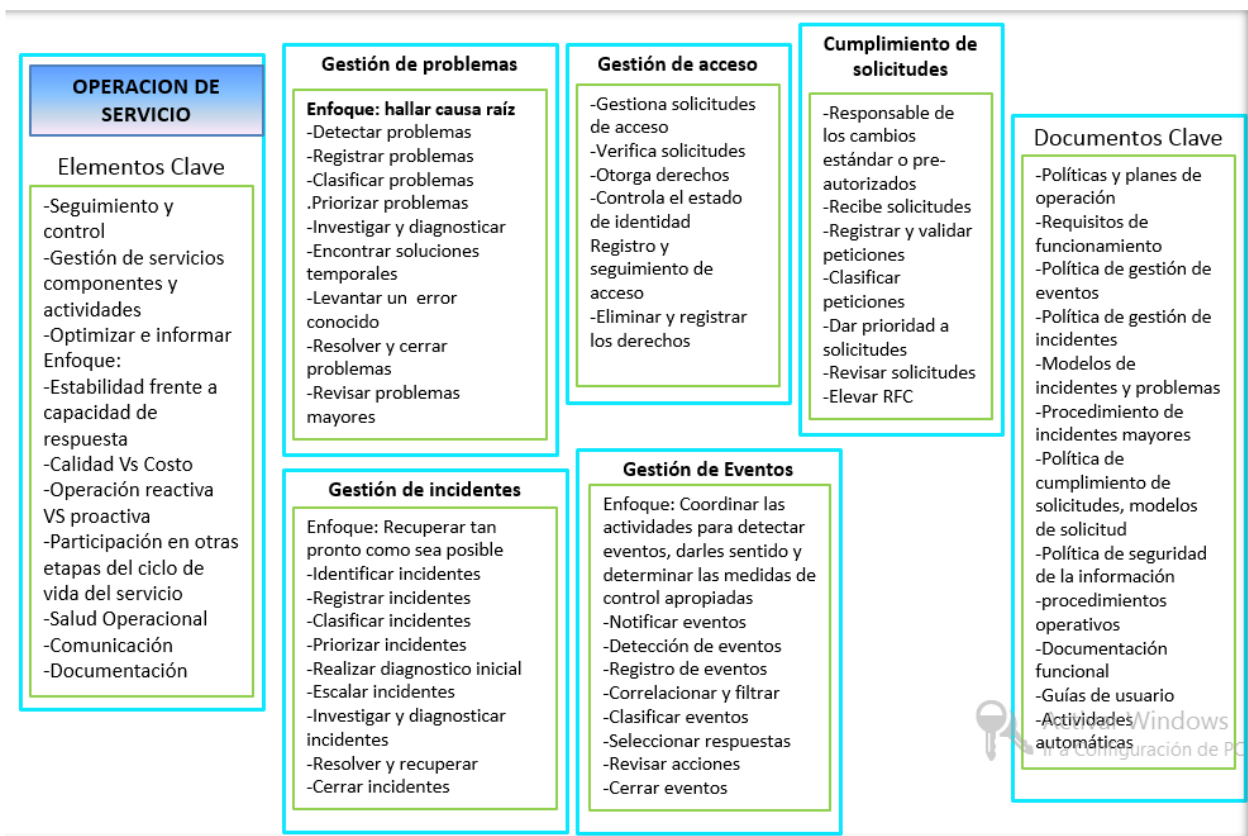 OPERACION DE
SERVICIO
Elementos Clave
-Seguimiento y
control
-Gestión de servicios
componentes y
actividades
-Optimizar e informar
Enfoque:
-Estabilidad frente a
capacidad de
respuesta
-Calidad Vs Costo
-Operación reactiva
VS proactiva
-Participación en otras
etapas del ciclo de
vida del servicio
-Salud Operacional
-Comunicación
-Documentación
Gestión de problemas
Enfoque: hallar causa raíz
-Detectar problemas
-Registrar problemas
-Clasificar problemas
.Priorizar problemas
-Investigar y diagnosticar
-Encontrar soluciones
temporales
-Levantar un  error
conocido
-Resolver y cerrar
problemas
-Revisar problemas
mayores
Gestión de acceso
-Gestiona solicitudes
de acceso
-Verifica solicitudes
-Otorga derechos
-Controla el estado
de identidad
Registro y
seguimiento de
acceso
-Eliminar y registrar
los derechos
Cumplimiento de
solicitudes
-Responsable de
los cambios
estándar o pre-
autorizados
-Recibe solicitudes
-Registrar y validar
peticiones
-Clasificar
peticiones
-Dar prioridad a
solicitudes
-Revisar solicitudes
-Elevar RFC
Gestión de incidentes
Enfoque: Recuperar tan
pronto como sea posible
-Identificar incidentes
-Registrar incidentes
-Clasificar incidentes
-Priorizar incidentes
-Realizar diagnostico inicial
-Escalar incidentes
-Investigar y diagnosticar
incidentes
-Resolver y recuperar
-Cerrar incidentes
Gestión de Eventos
Enfoque: Coordinar las
actividades para detectar
eventos, darles sentido y
determinar las medidas de
control apropiadas
-Notificar eventos
-Detección de eventos
-Registro de eventos
-Correlacionar y filtrar
-Clasificar eventos
-Seleccionar respuestas
-Revisar acciones
-Cerrar eventos
Documentos Clave
-Políticas y planes de
operación
-Requisitos de
funcionamiento
-Política de gestión de
eventos
-Política de gestión de
incidentes
-Modelos de
incidentes y problemas
-Procedimiento de
incidentes mayores
-Política de
cumplimiento de
solicitudes, modelos
de solicitud
-Política de seguridad
de la información
-procedimientos
operativos
-Documentación
funcional
-Guías de usuario
-Actividades
automáticas
Activar Windows
Ir a Configuración de PC